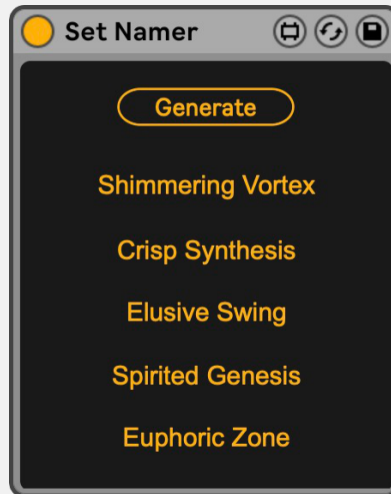 Set Namer
Generate
Shimmering Vortex
Crisp Synthesis
Elusive Swing
Spirited Genesis
Euphoric Zone